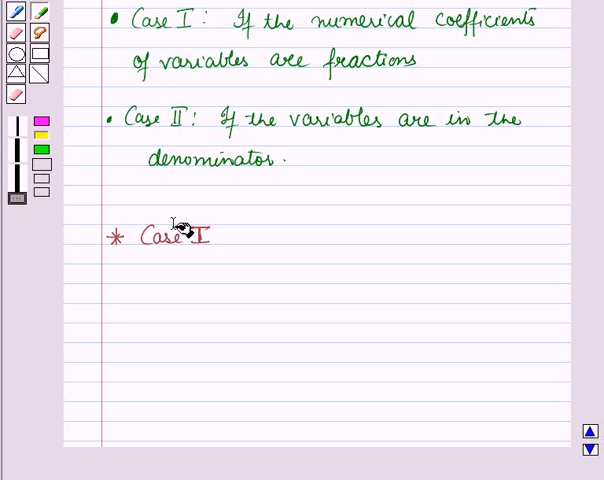 • Case I : If the numerical coefficients
of variables are fractions
• Case II : If the variables are in the
denominator.
* Case I